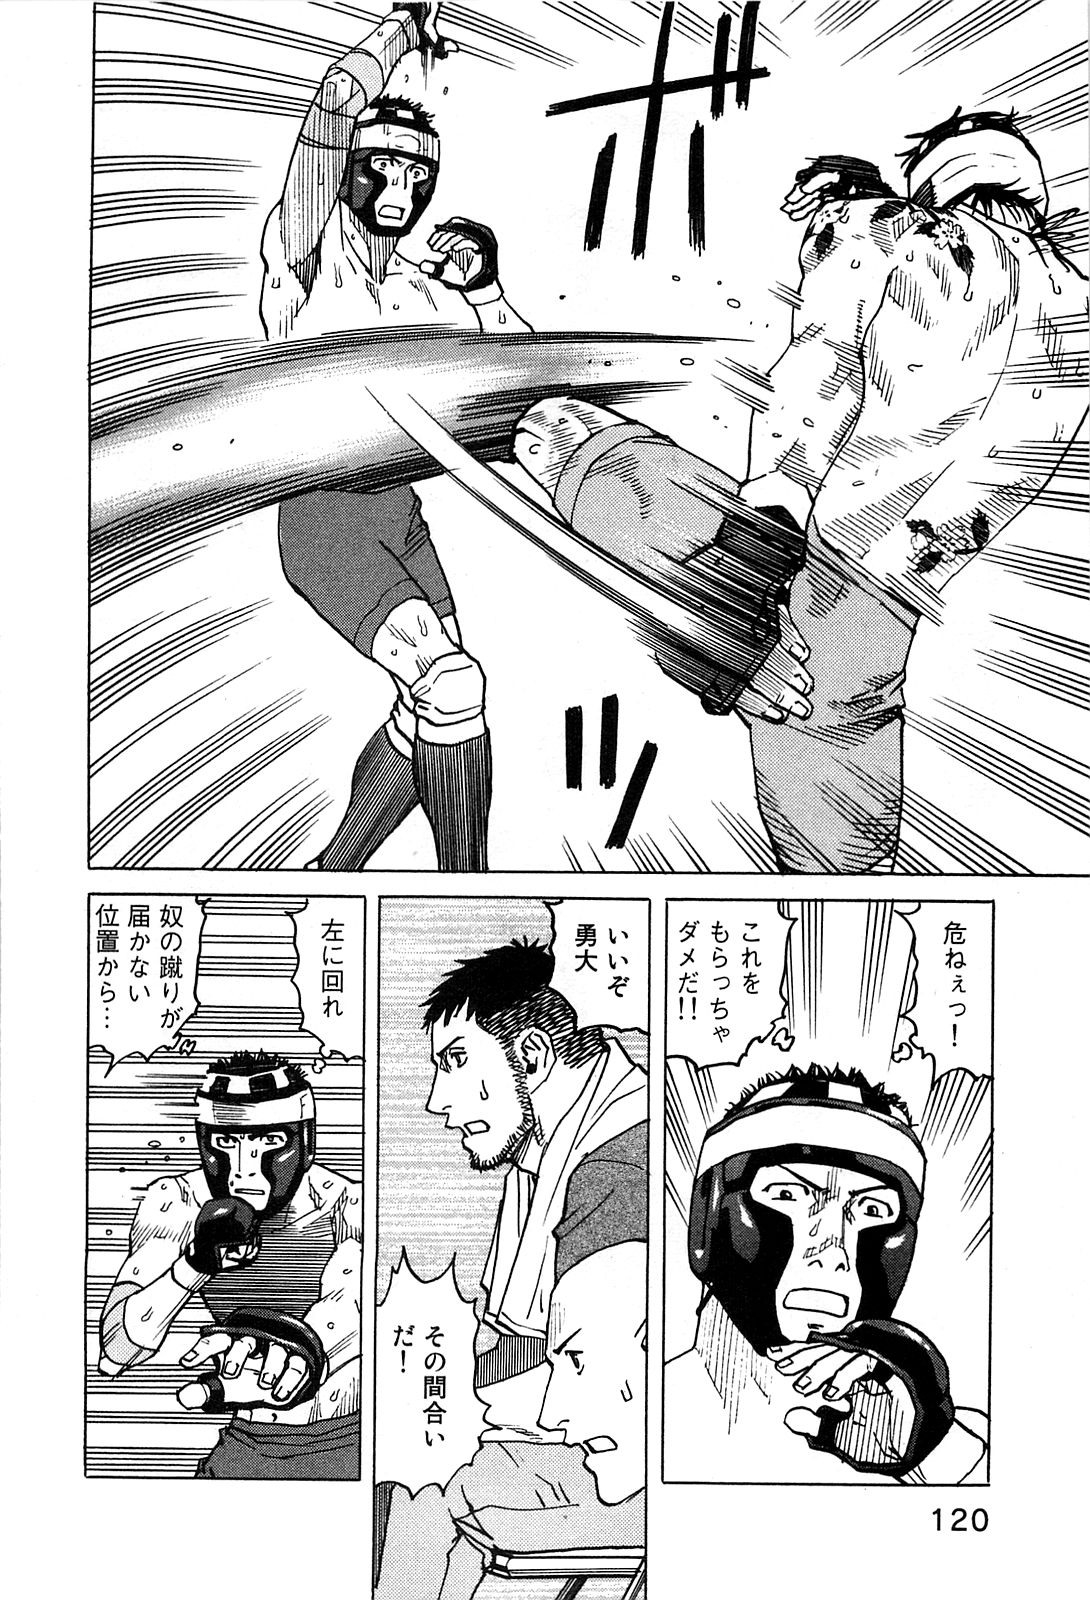 ボッ
危ねぇっ！
これを
もらっちゃ
ダメだ!!
いいぞ
勇大
その間合い
だ！
左に回れ
奴の蹴りが
届かない
位置から…
120